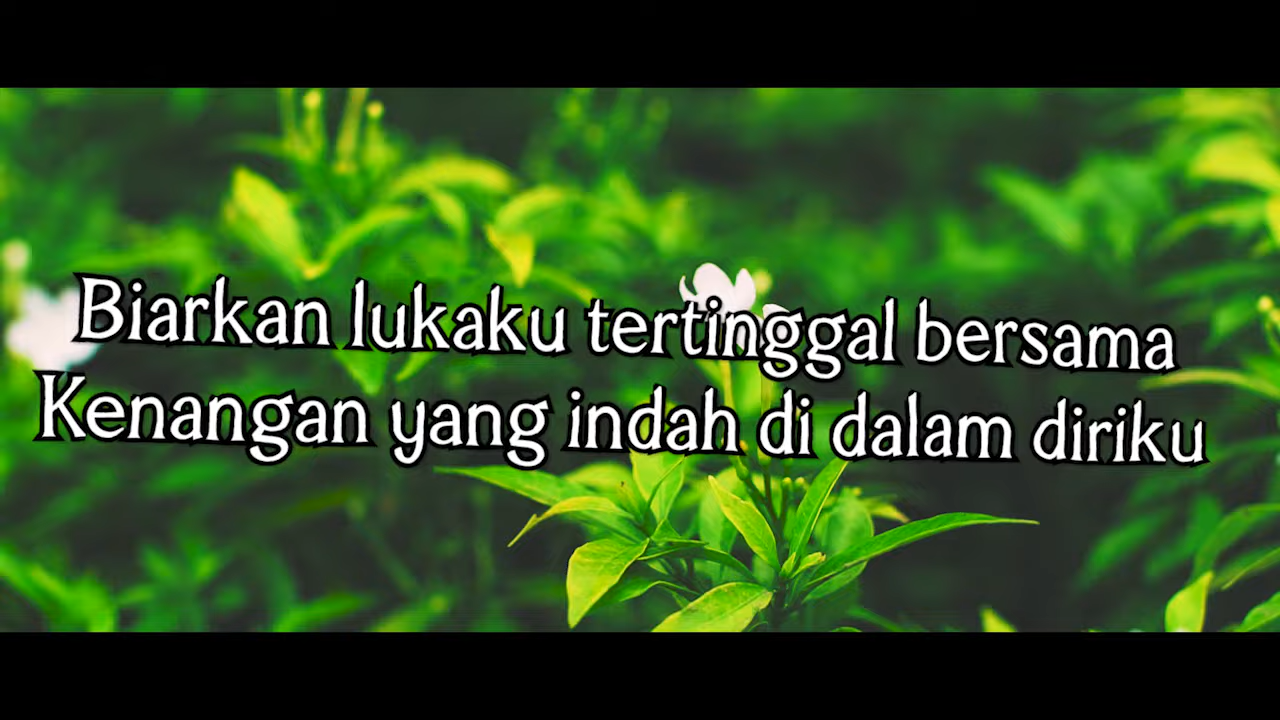 Biarkan lukaku tertinggal bersama
Kenangan yang indah di dalam diriku